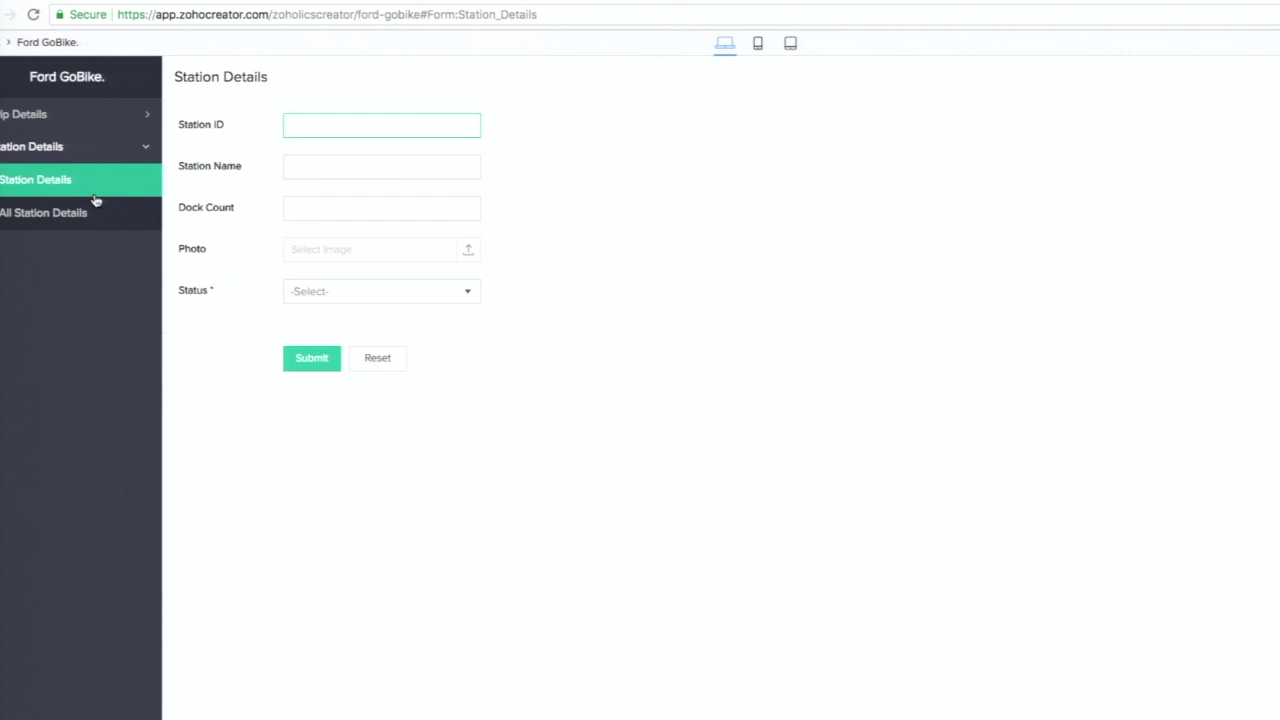 Secure https://app.zohocreator.com/zoholicscreator/ford-gobike#Form:Station_Details
Ford GoBike.
Ford GoBike.
Station Details
ip Details
ation Details
Station Details
All Station Details
Station ID
Station Name
Dock Count
Photo
Select Image
Status *
-Select-
Submit
Reset